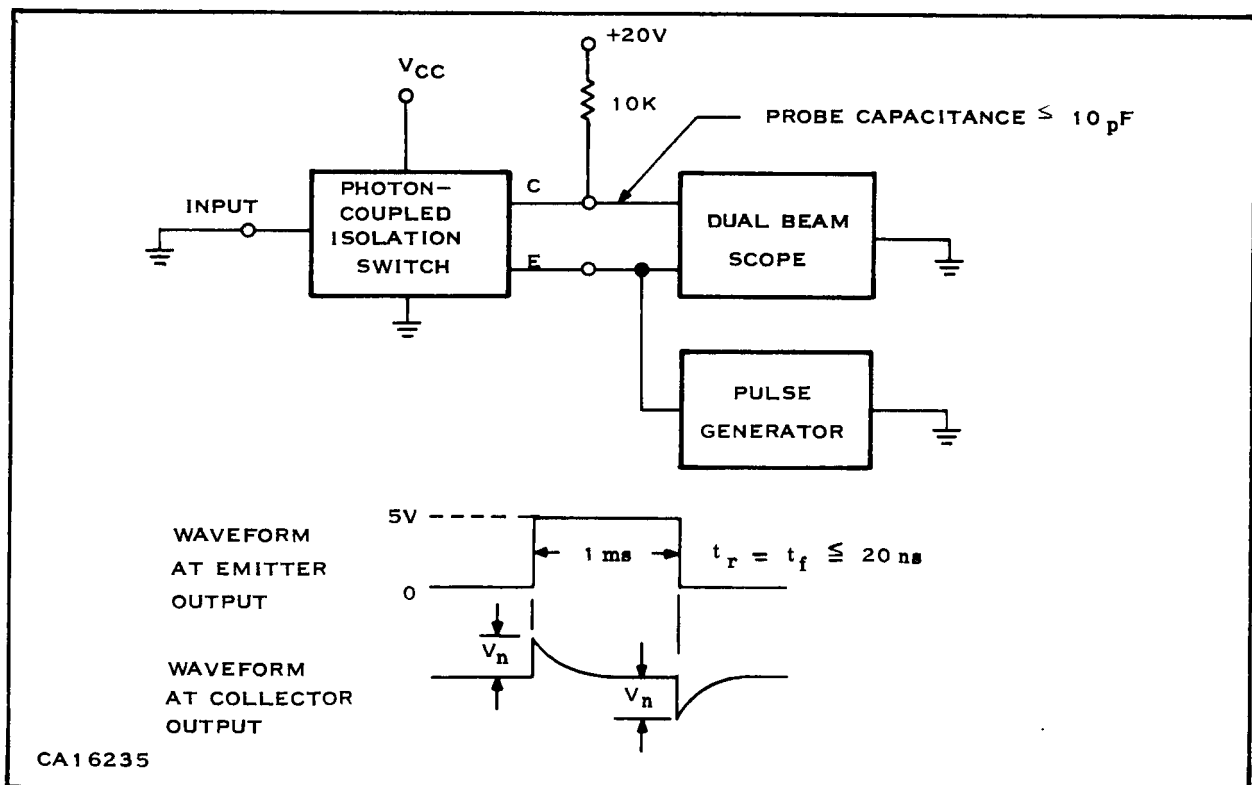 +20V
VCC
10K
PROBE CAPACITANCE ≦ 10 pF
INPUT
PHOTON-
COUPLED
ISOLATION
SWITCH
C
E
DUAL BEAM
SCOPE
PULSE
GENERATOR
WAVEFORM
AT EMITTER
OUTPUT
5V
0
1 ms
tr = tf ≦ 20 ns
WAVEFORM
AT COLLECTOR
OUTPUT
Vn
Vn
CA16235